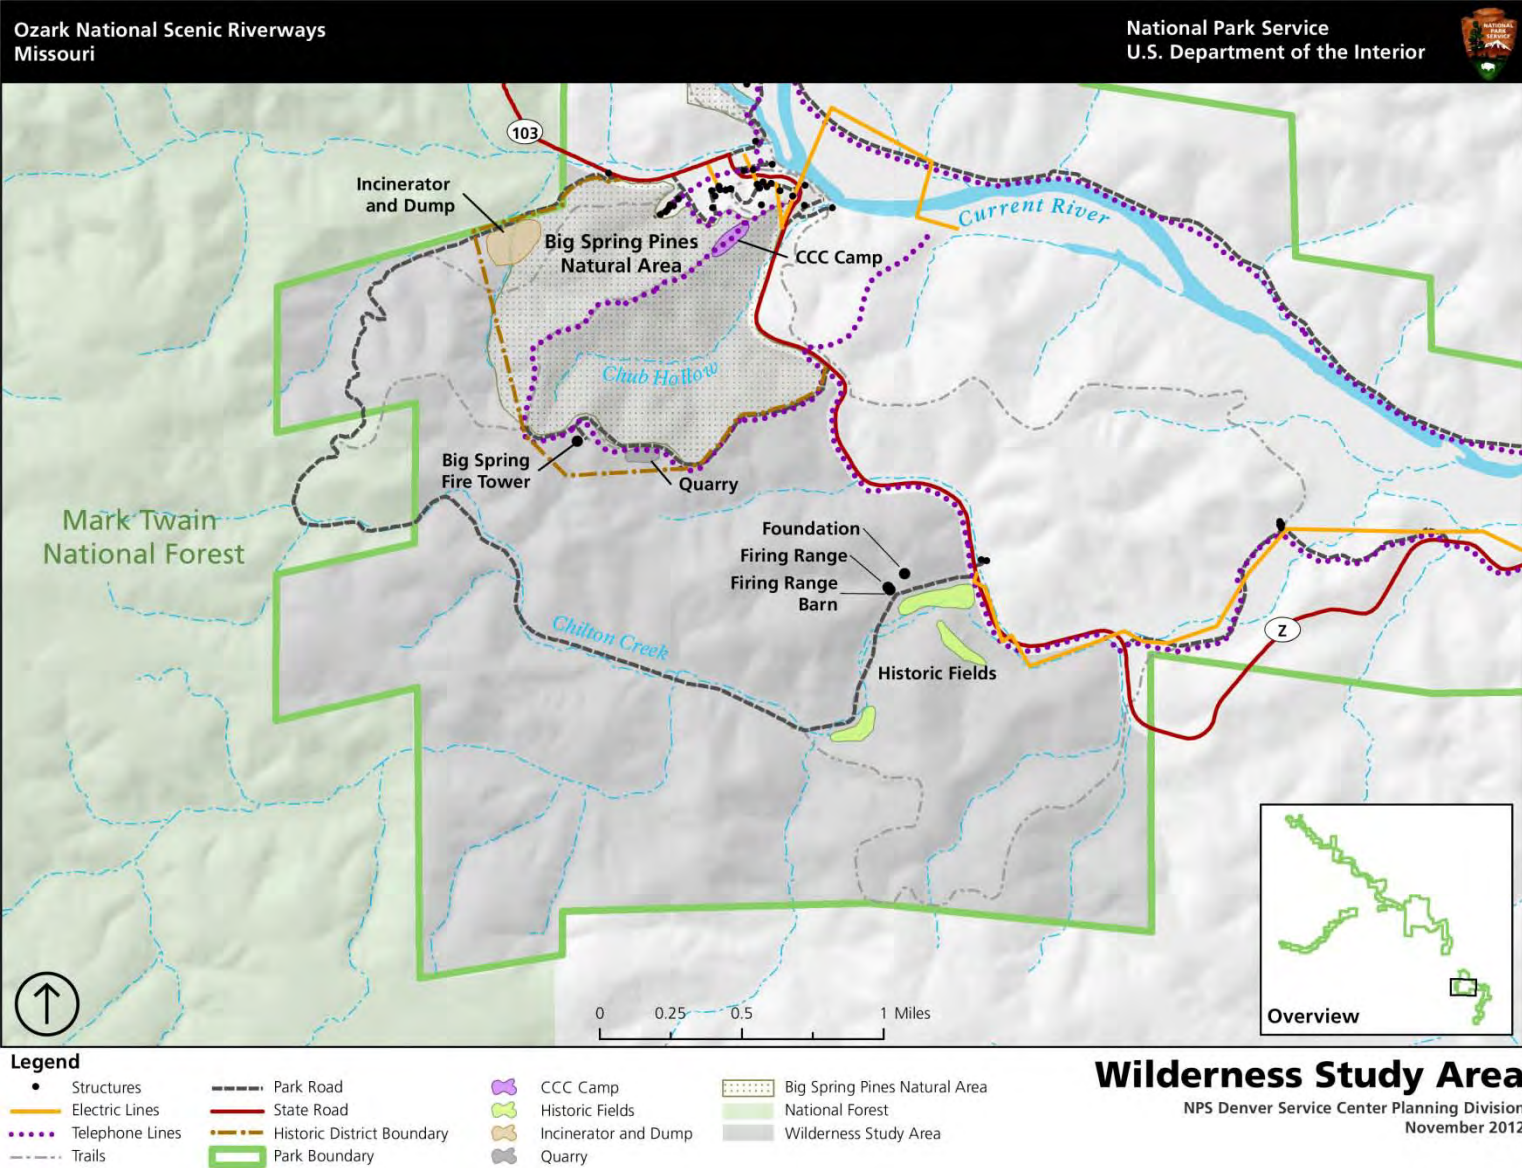 Ozark National Scenic Riverways
Missouri
National Park Service
U.S. Department of the Interior
NATIONAL
PARK
SERVICE
103
Incinerator
and Dump
Big Spring Pines
Natural Area
CCC Camp
Current River
Chub Hollow
Big Spring
Fire Tower
Quarry
Mark Twain
National Forest
Foundation
Firing Range
Firing Range
Barn
Chilton Creek
Historic Fields
Z
0 0.25 0.5 1 Miles
Overview
Legend
Structures
Electric Lines
Telephone Lines
Trails
Park Road
State Road
Historic District Boundary
Park Boundary
CCC Camp
Historic Fields
Incinerator and Dump
Quarry
Big Spring Pines Natural Area
National Forest
Wilderness Study Area
Wilderness Study Area
NPS Denver Service Center Planning Division
November 2012